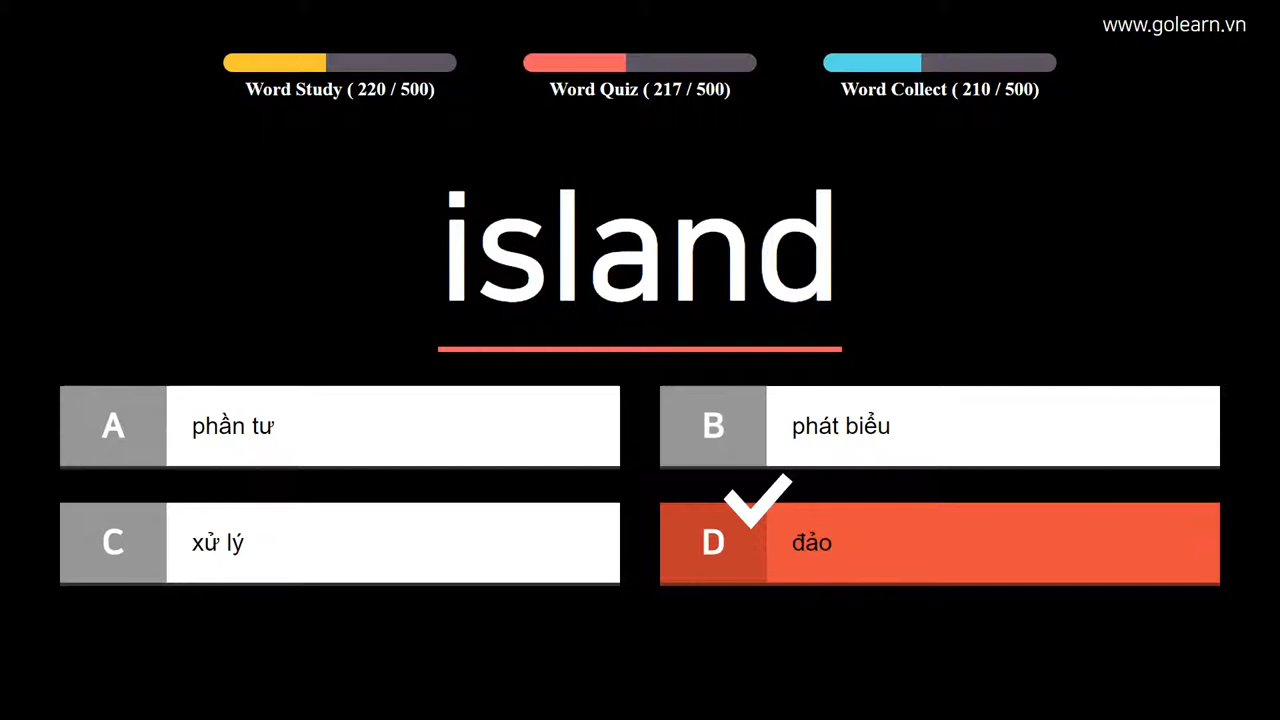 www.golearn.vn
Word Study ( 220 / 500)
Word Quiz ( 217 / 500)
Word Collect ( 210 / 500)
island
A phần tư
B phát biểu
C xử lý
D đảo